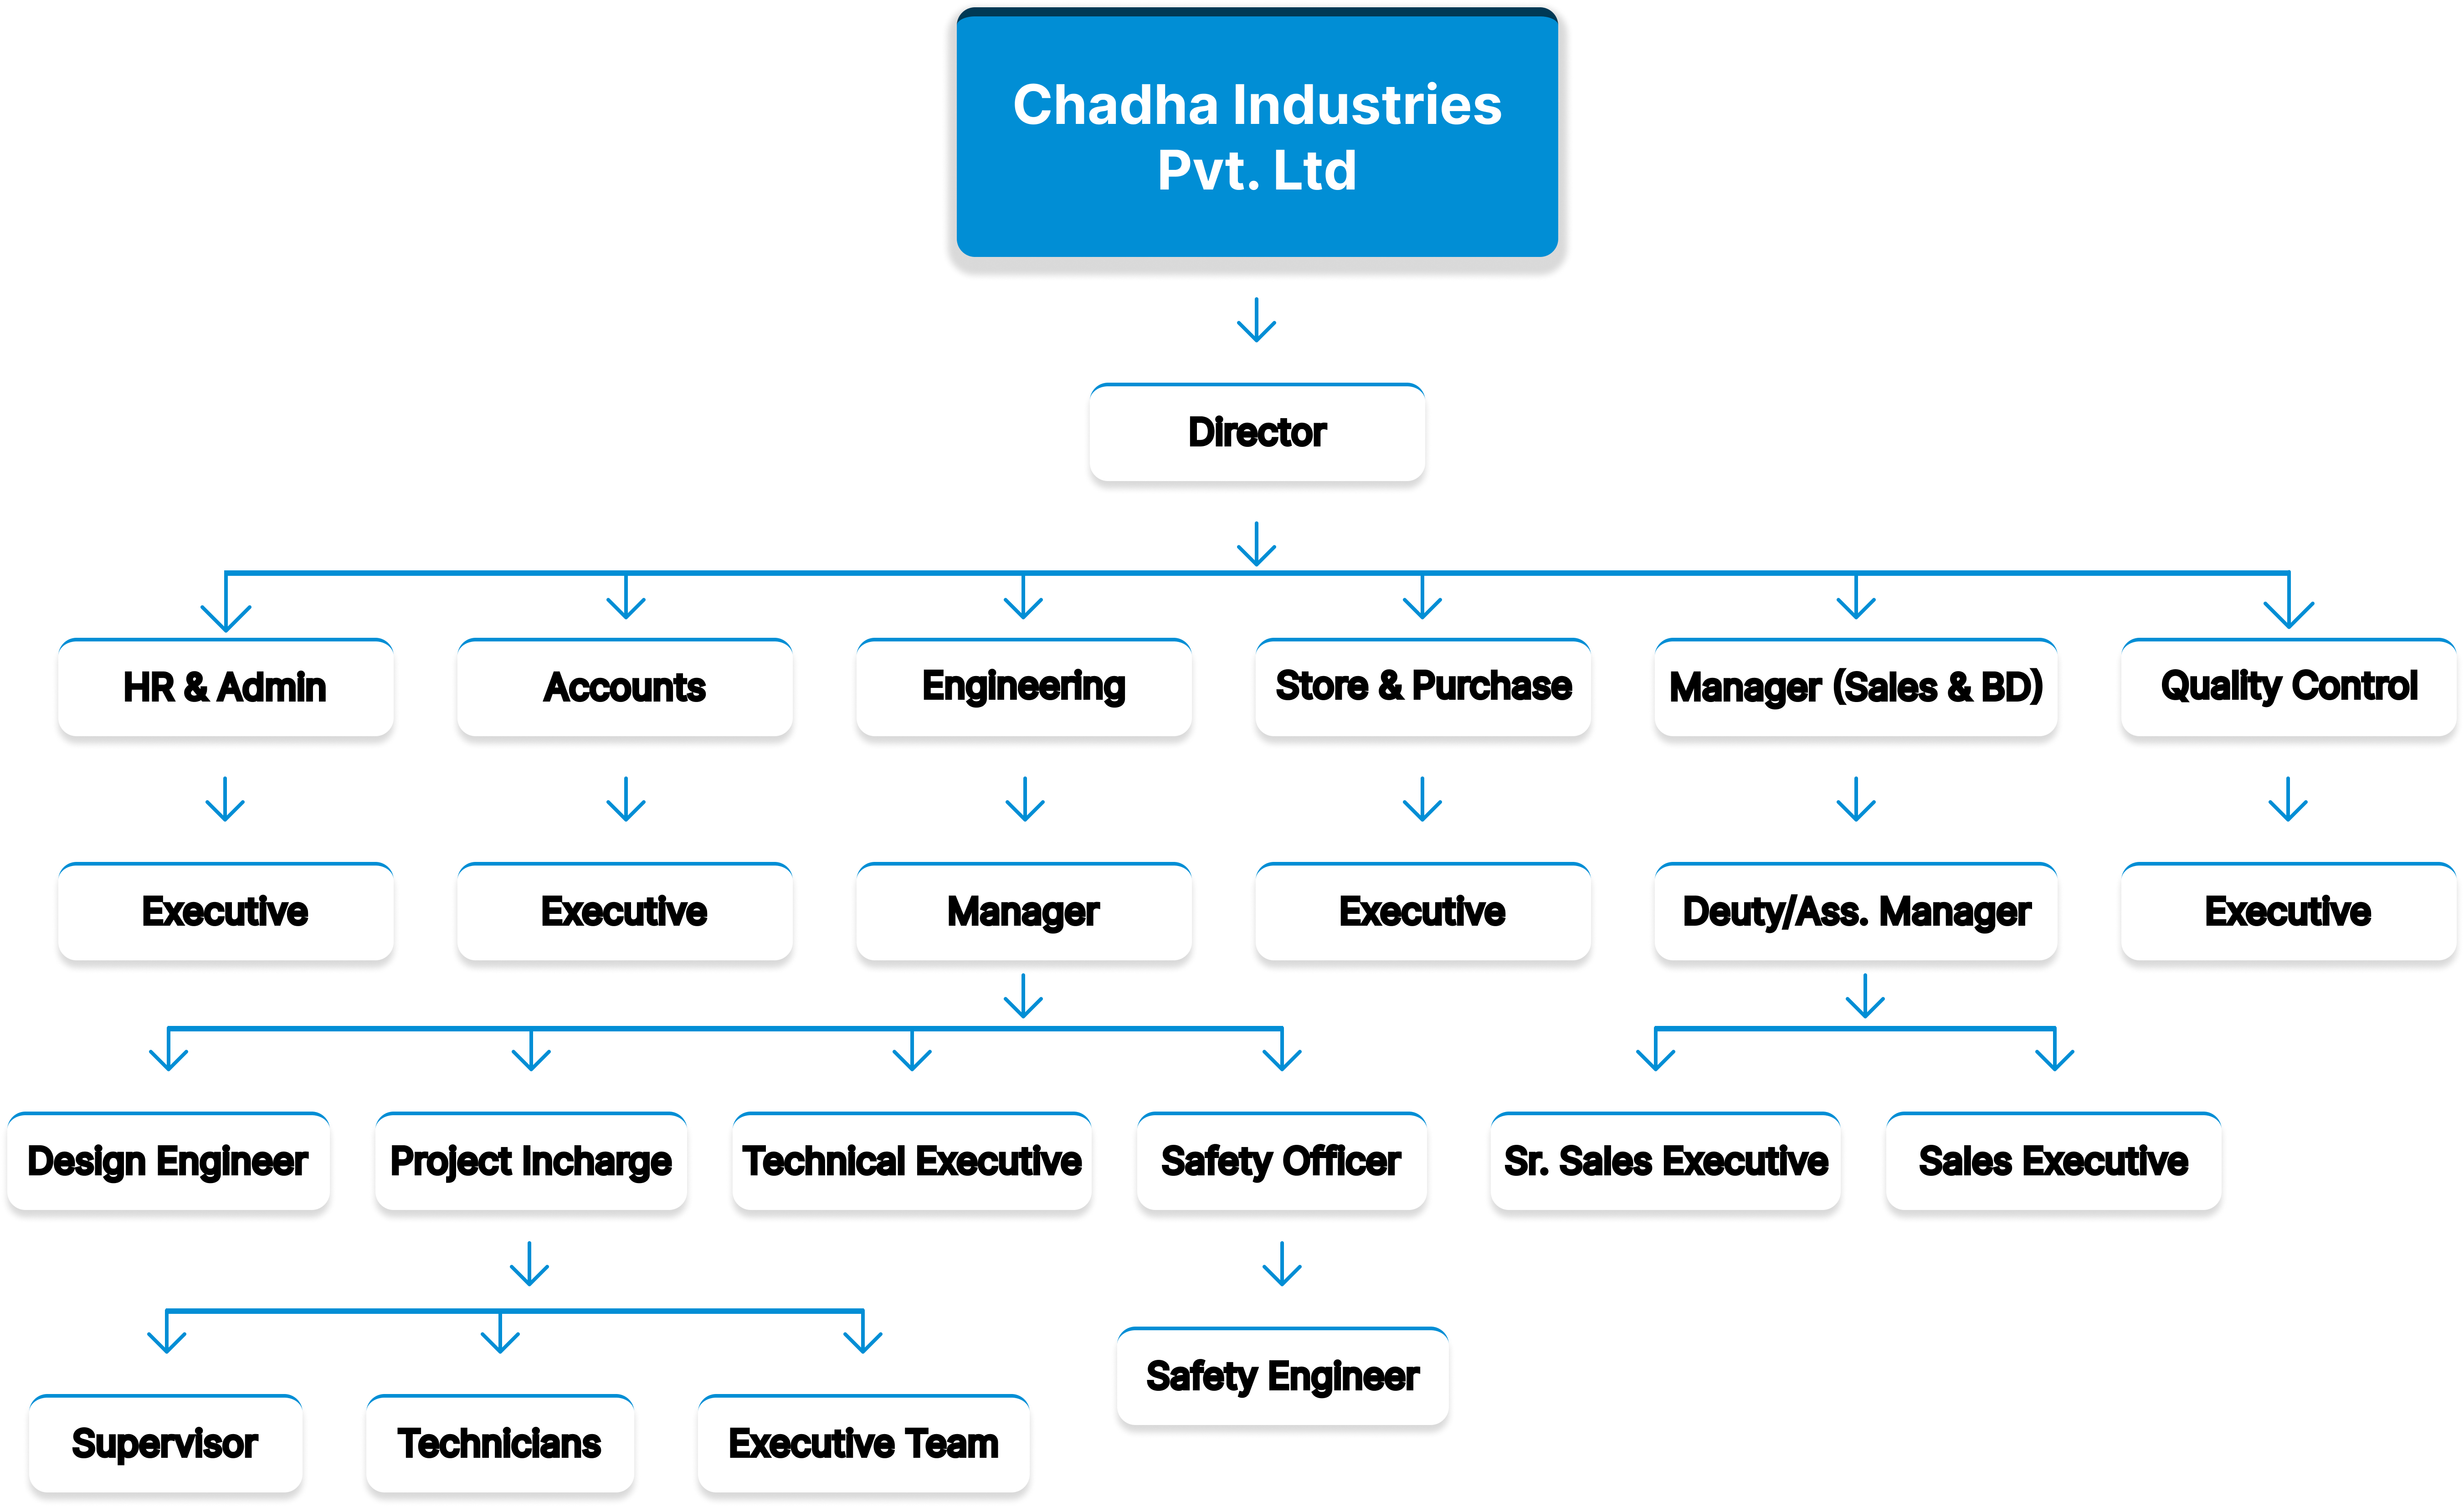 Chadha Industries
Pvt. Ltd
Director
HR & Admin
Accounts
Engineering
Store & Purchase
Manager (Sales & BD)
Quality Control
Executive
Executive
Manager
Executive
Deuty/Ass. Manager
Executive
Design Engineer
Project Incharge
Technical Executive
Safety Officer
Sr. Sales Executive
Sales Executive
Safety Engineer
Supervisor
Technicians
Executive Team